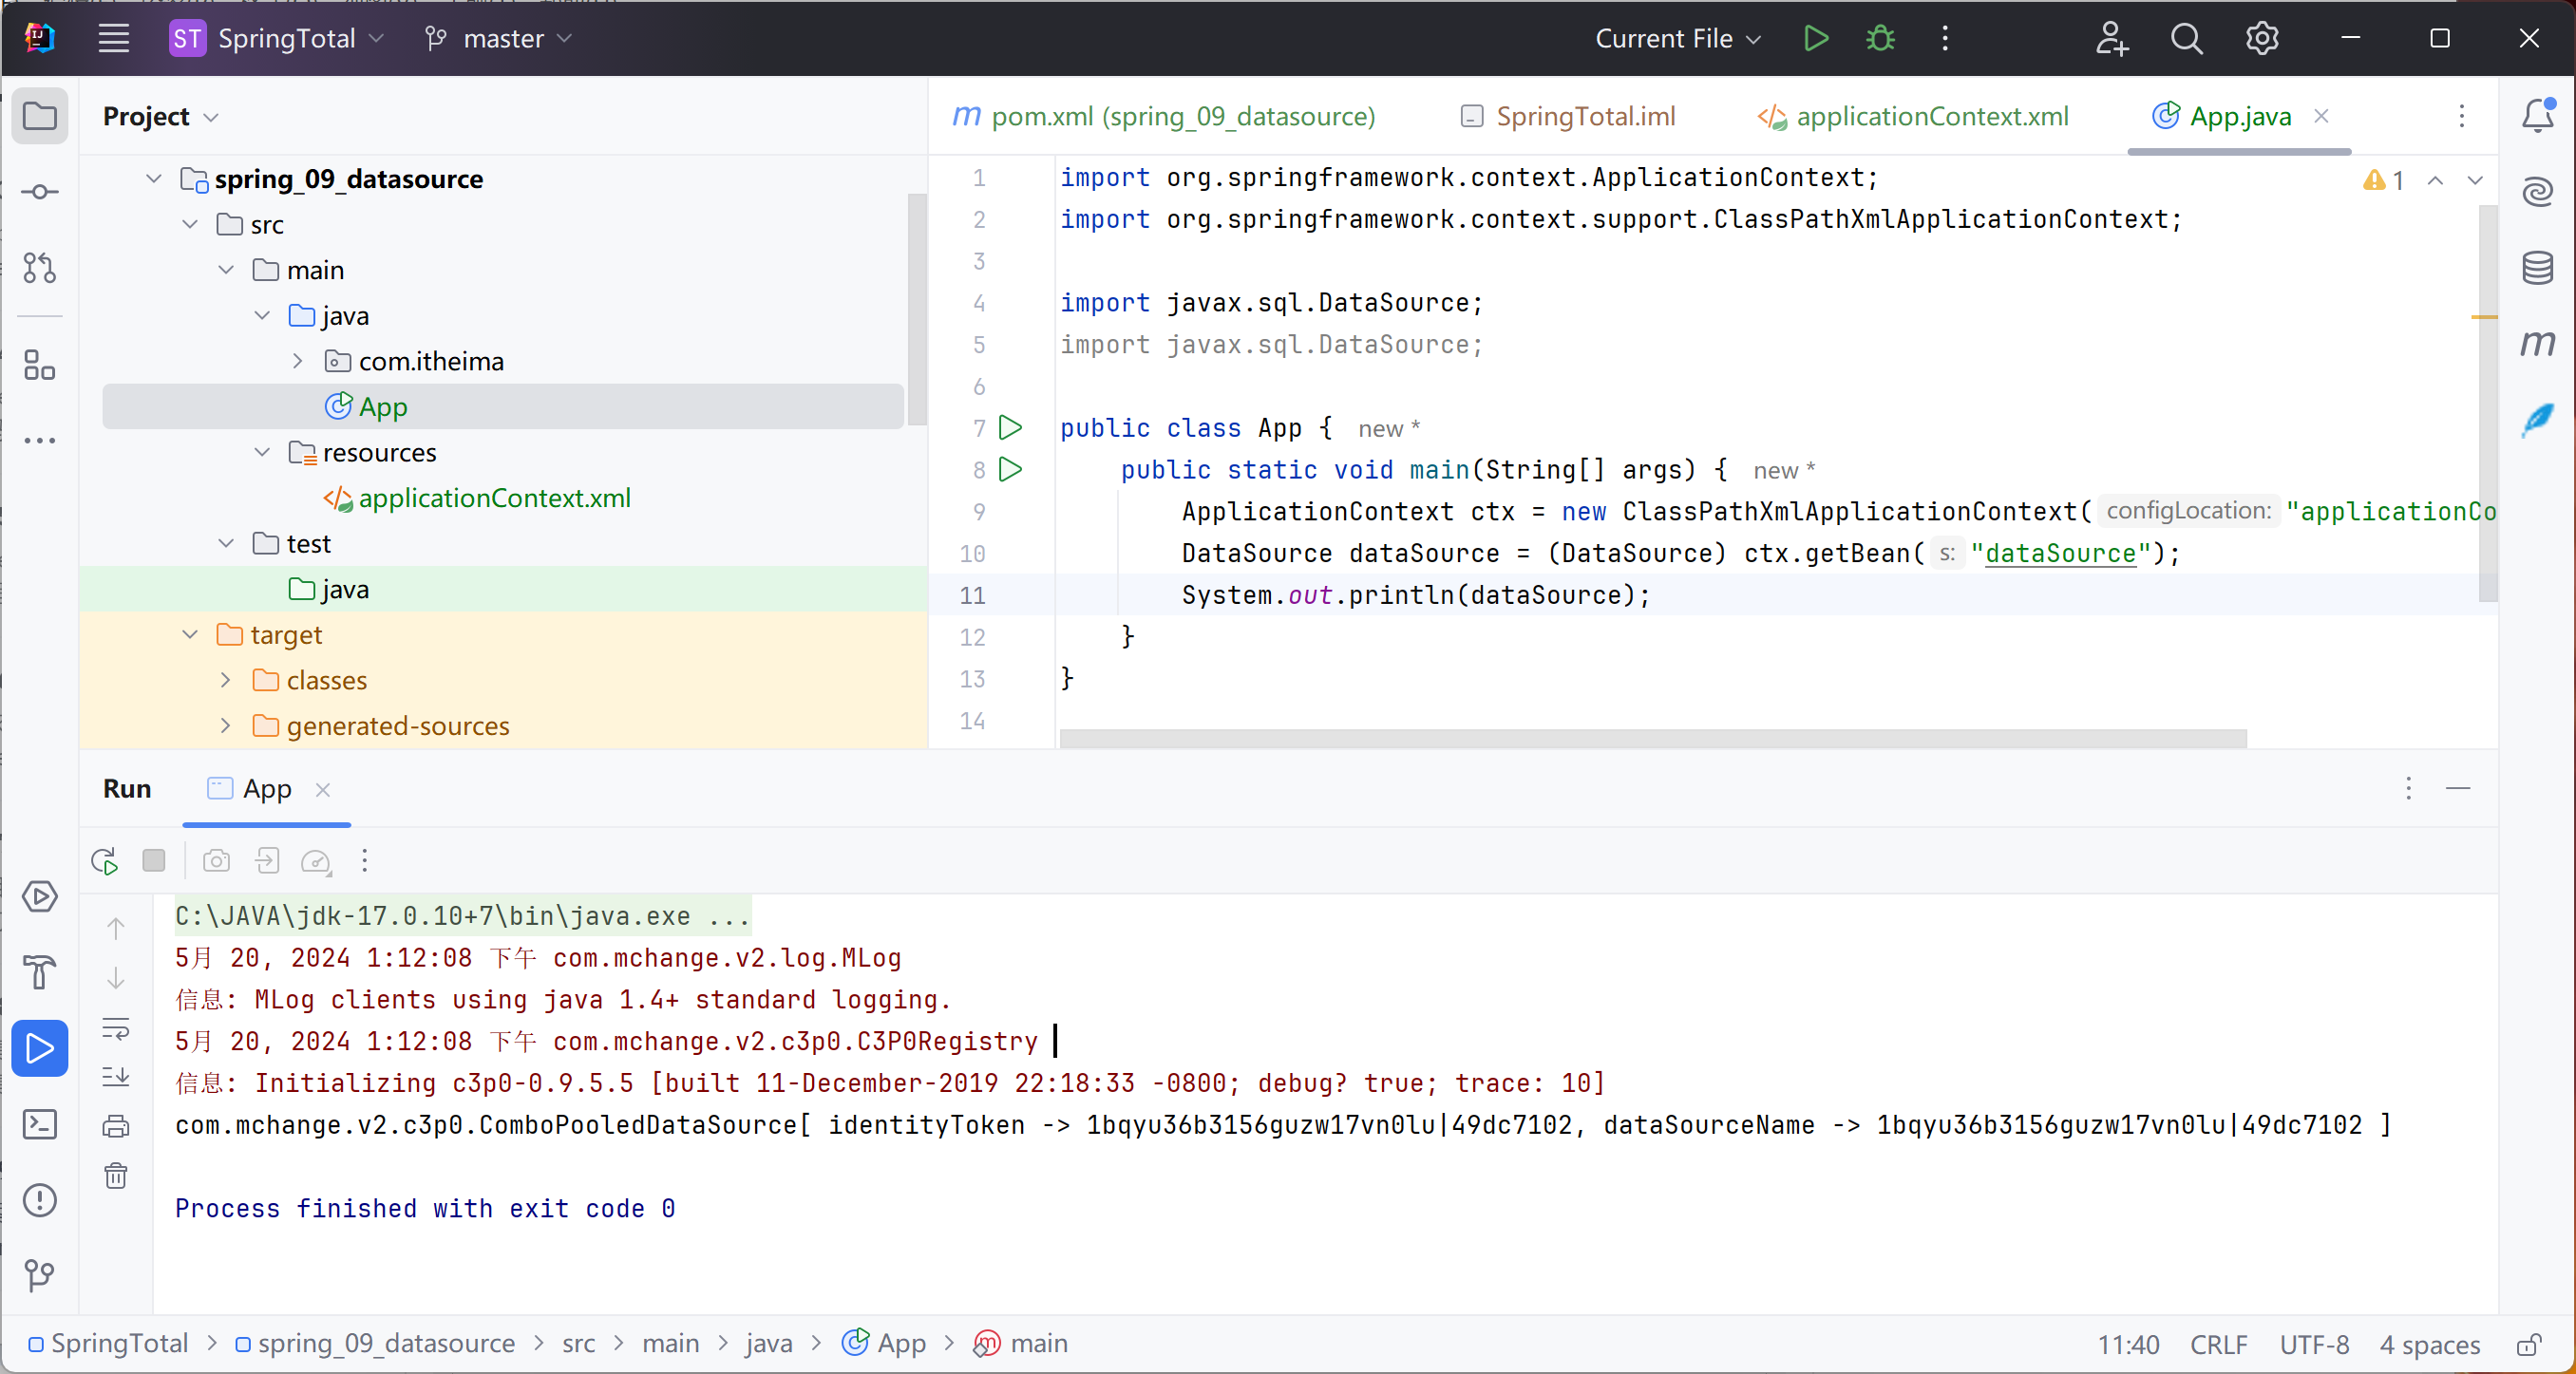 ST SpringTotal master Current File
Project
pom.xml (spring_09_datasource) SpringTotal.iml applicationContext.xml App.java
spring_09_datasource
src
main
java
com.itheima
App
resources
applicationContext.xml
test
java
target
classes
generated-sources
1 import org.springframework.context.ApplicationContext;
2 import org.springframework.context.support.ClassPathXmlApplicationContext;
3
4 import javax.sql.DataSource;
5 import javax.sql.DataSource;
6
7 public class App { new *
8 public static void main(String[] args) { new *
9 ApplicationContext ctx = new ClassPathXmlApplicationContext( configLocation: "applicationCo
10 DataSource dataSource = (DataSource) ctx.getBean( s: "dataSource");
11 System.out.println(dataSource);
12 }
13 }
14
1
Run App
C:\JAVA\jdk-17.0.10+7\bin\java.exe ...
5月 20, 2024 1:12:08 下午 com.mchange.v2.log.MLog
信息: MLog clients using java 1.4+ standard logging.
5月 20, 2024 1:12:08 下午 com.mchange.v2.c3p0.C3P0Registry
信息: Initializing c3p0-0.9.5.5 [built 11-December-2019 22:18:33 -0800; debug? true; trace: 10]
com.mchange.v2.c3p0.ComboPooledDataSource[ identityToken -> 1bqyu36b3156guzw17vn0lu|49dc7102, dataSourceName -> 1bqyu36b3156guzw17vn0lu|49dc7102 ]
Process finished with exit code 0
SpringTotal > spring_09_datasource > src > main > java > App > main
11:40 CRLF UTF-8 4 spaces